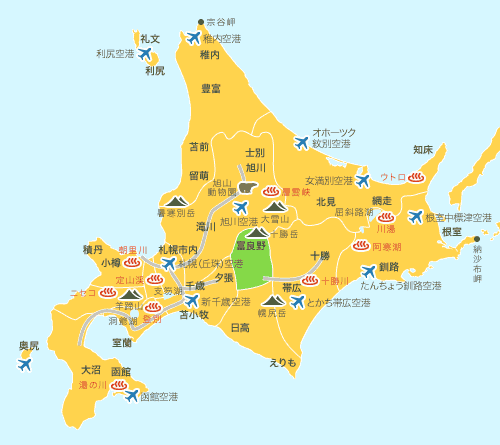 宗谷岬
礼文
稚内空港
利尻空港
稚内
利尻
豊富
オホーツク
紋別空港
苫前
士別
旭川
知床
留萌
旭山
動物園
層雲峡
女満別空港
ウトロ
暑寒別岳
北見
網走
大雪山
屈斜路湖
根室中標津空港
旭川空港
滝川
川湯
十勝岳
根室
納沙布岬
積丹
朝里川
札幌市内
富良野
阿寒湖
小樽
札幌(丘珠)空港
十勝
釧路
定山渓
夕張
支笏湖
千歳
帯広
十勝川
たんちょう釧路空港
ニセコ
羊蹄山
新千歳空港
とかち帯広空港
登別
苫小牧
幌尻岳
洞爺湖
日高
室蘭
奥尻
えりも
大沼
函館
湯の川
函館空港